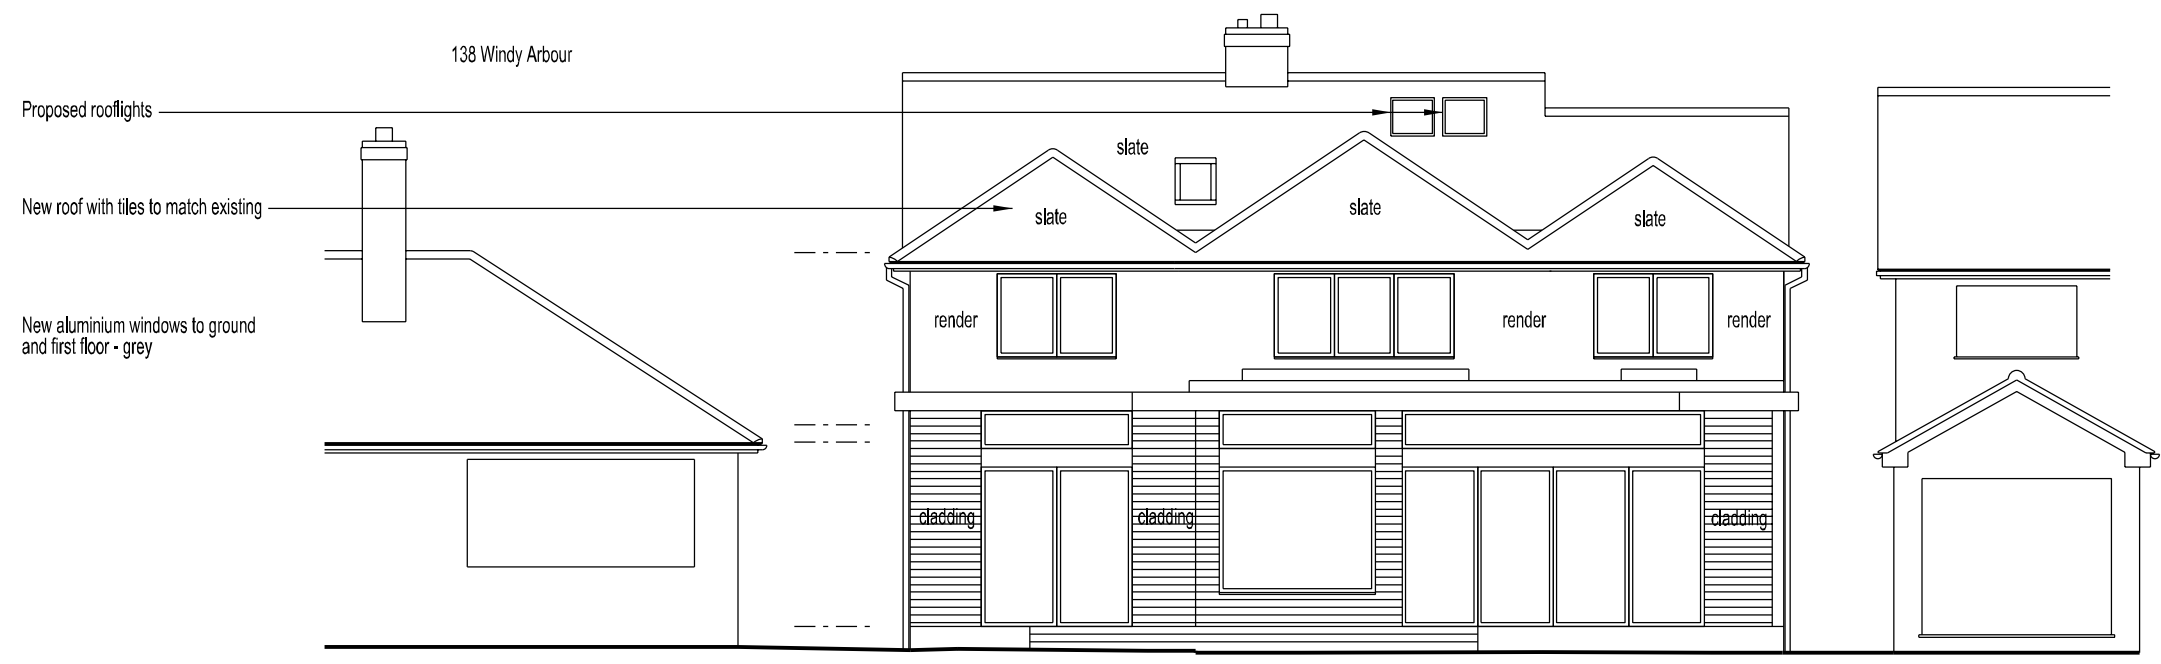 138 Windy Arbour
Proposed rooflights
slate
New roof with tiles to match existing
slate
slate
slate
New aluminium windows to ground
and first floor - grey
render
render
render
cladding
cladding
cladding